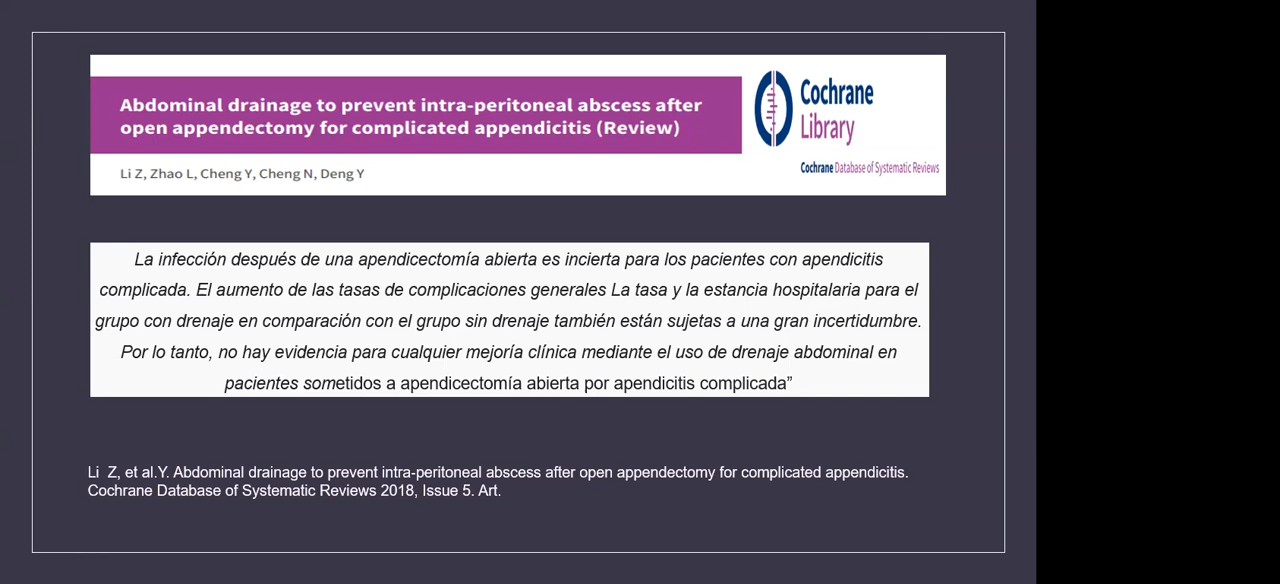 Abdominal drainage to prevent intra-peritoneal abscess after
open appendectomy for complicated appendicitis (Review)
Li Z, Zhao L, Cheng Y, Cheng N, Deng Y
Cochrane
Library
Cochrane Database of Systematic Reviews
La infección después de una apendicectomía abierta es incierta para los pacientes con apendicitis
complicada. El aumento de las tasas de complicaciones generales La tasa y la estancia hospitalaria para el
grupo con drenaje en comparación con el grupo sin drenaje también están sujetas a una gran incertidumbre.
Por lo tanto, no hay evidencia para cualquier mejoría clínica mediante el uso de drenaje abdominal en
pacientes sometidos a apendicectomía abierta por apendicitis complicada”
Li Z, et al.Y. Abdominal drainage to prevent intra-peritoneal abscess after open appendectomy for complicated appendicitis.
Cochrane Database of Systematic Reviews 2018, Issue 5. Art.